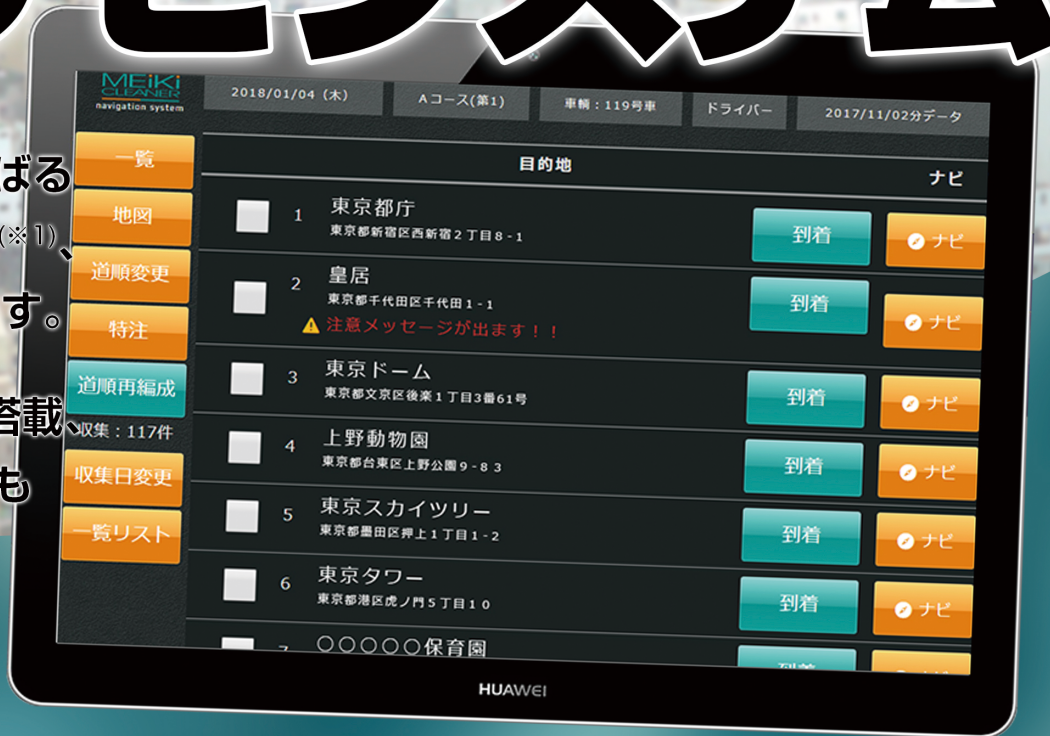 ナビシステム
MEiKi
CLEANER
navigation system
2018/01/04（木）
Aコース(第1)
車輌：119号車
ドライバー
2017/11/02分データ
ばる
(※1)、
す。
搭載、
も
一覧
地図
道順変更
特注
道順再編成
収集：117件
収集日変更
一覧リスト
目的地
ナビ
1 東京都庁
東京都新宿区西新宿２丁目８-１
到着 ナビ
2 皇居
東京都千代田区千代田１-１
注意メッセージが出ます！！
到着 ナビ
3 東京ドーム
東京都文京区後楽１丁目3番61号
到着 ナビ
4 上野動物園
東京都台東区上野公園９-８３
到着 ナビ
5 東京スカイツリー
東京都墨田区押上１丁目１-２
到着 ナビ
6 東京タワー
東京都港区虎ノ門５丁目１０
到着 ナビ
〇〇〇〇〇保育園
HUAWEI